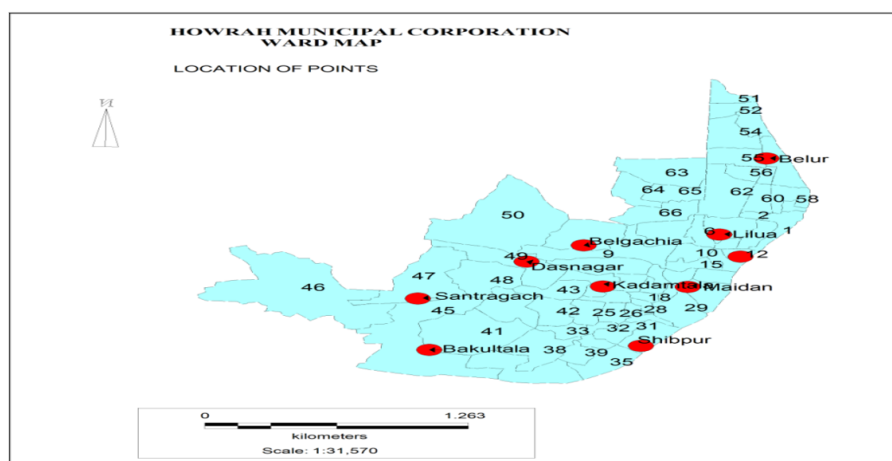 HOWRAH MUNICIPAL CORPORATION
WARD MAP
LOCATION OF POINTS
N
51
52
54
55 Belur
56
63
64 65 62 60 58
66 2
50 1
6 Lilua
Belgachia
9 10 12
49 15
Dasnagar
47 48
46 43 Kadamtala Maidan
Santragach 18
45 42 25 26 28 29
41 33 32 31
Shibpur
Bakultala 38 39
35
0 1.263
kilometers
Scale: 1:31,570